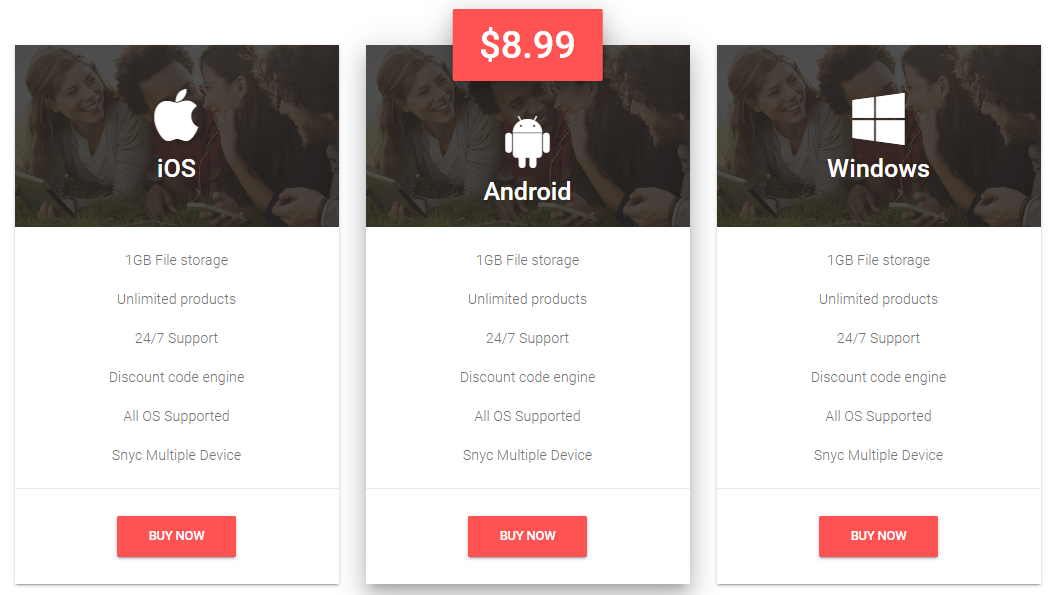 $8.99
iOS
1GB File storage
Unlimited products
24/7 Support
Discount code engine
All OS Supported
Snyc Multiple Device
BUY NOW
Android
1GB File storage
Unlimited products
24/7 Support
Discount code engine
All OS Supported
Snyc Multiple Device
BUY NOW
Windows
1GB File storage
Unlimited products
24/7 Support
Discount code engine
All OS Supported
Snyc Multiple Device
BUY NOW